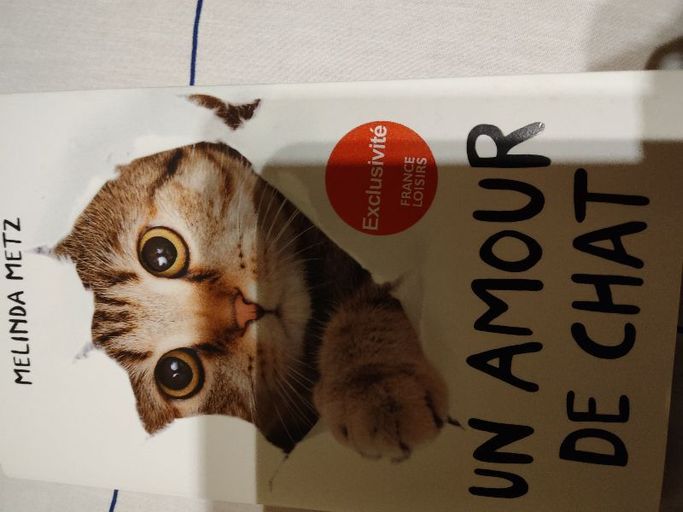 MELINDA METZ
Exclusivité
FRANCE
LOISIRS
UN AMOUR
DE CHAT